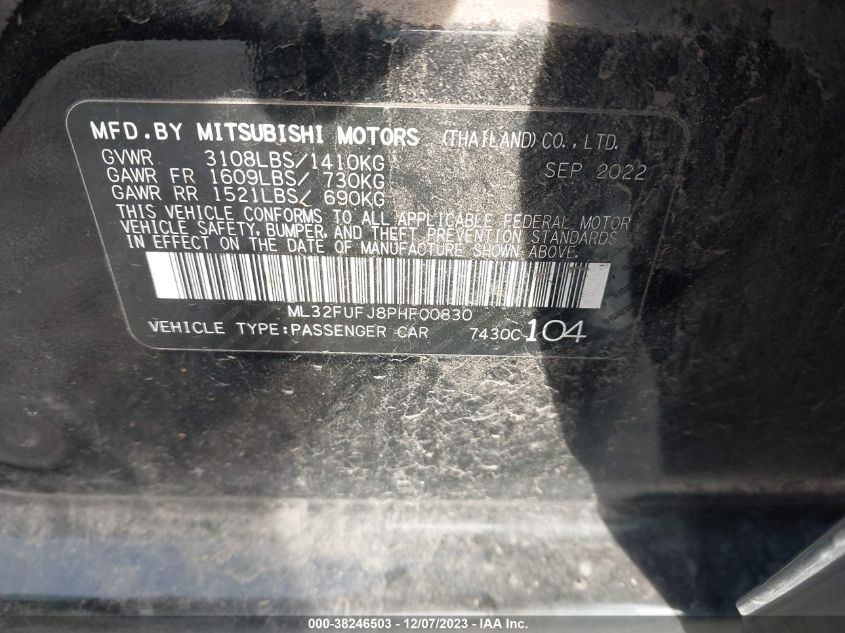 MFD.BY MITSUBISHI MOTORS (THAILAND) CO., LTD.
GVWR 3108LBS/1410KG SEP 2022
GAWR FR 1609LBS/ 730KG
GAWR RR 1521LBS/ 690KG
THIS VEHICLE CONFORMS TO ALL APPLICABLE FEDERAL MOTOR
VEHICLE SAFETY, BUMPER, AND THEFT PREVENTION STANDARDS
IN EFFECT ON THE DATE OF MANUFACTURE SHOWN ABOVE.
ML32FUFJ8PHF00830
VEHICLE TYPE:PASSENGER CAR 7430C-104
000-38246503 - 12/07/2023 - © IAA Inc.